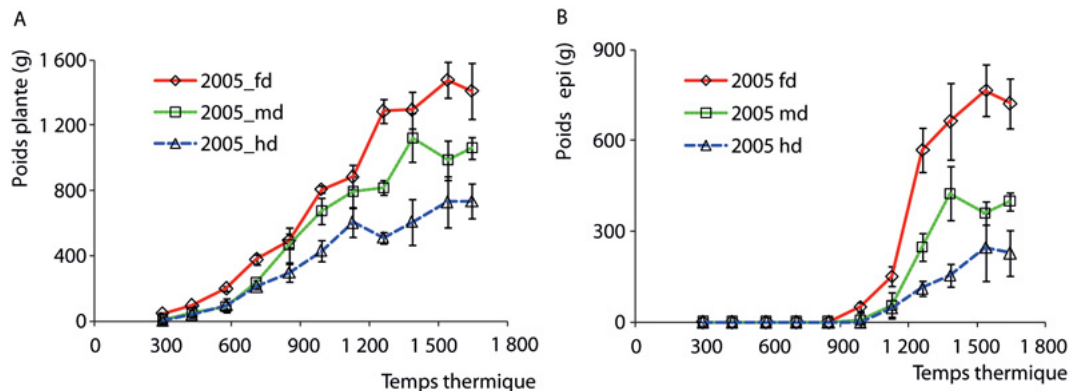 A
Poids plante (g)
1 600
1200
800
400
0
2005_fd
2005_md
2005_hd
0 300 600 900 1 200 1 500 1 800
Temps thermique
B
Poids epi (g)
900
600
300
0
2005 fd
2005 md
2005 hd
0 300 600 900 1 200 1 500 1 800
Temps thermique